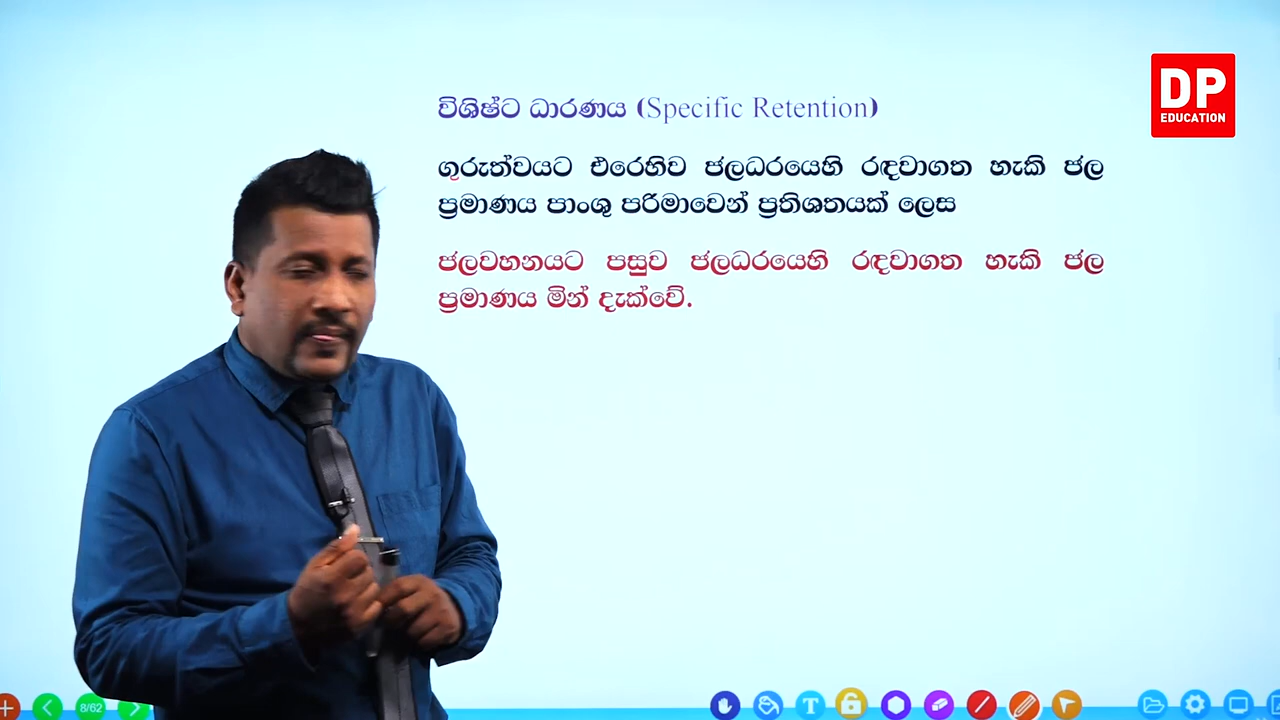 DP
EDUCATION
විශිෂ්ට ධාරණය (Specific Retention)
ගුරුත්වයට එරෙහිව ජලධරයෙහි රඳවාගත හැකි ජල
ප්‍රමාණය පාංශු පරිමාවෙන් ප්‍රතිශතයක් ලෙස
ජලවහනයට පසුව ජලධරයෙහි රඳවාගත හැකි ජල
ප්‍රමාණය මින් දැක්වේ.
8/62
T